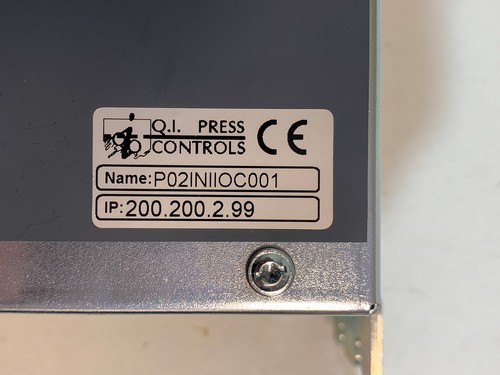 Q.I. PRESS CE
CONTROLS
Name: P02INIIOC001
IP: 200.200.2.99